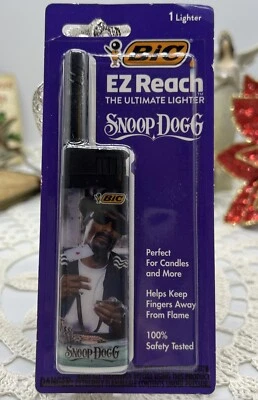 1 Lighter
BIC
EZ Reach™
THE ULTIMATE LIGHTER
SNOOP DOGG
BIC
Perfect
For Candles
and More
Helps Keep
Fingers Away
From Flame
100%
Safety Tested
SNOOP DOGG